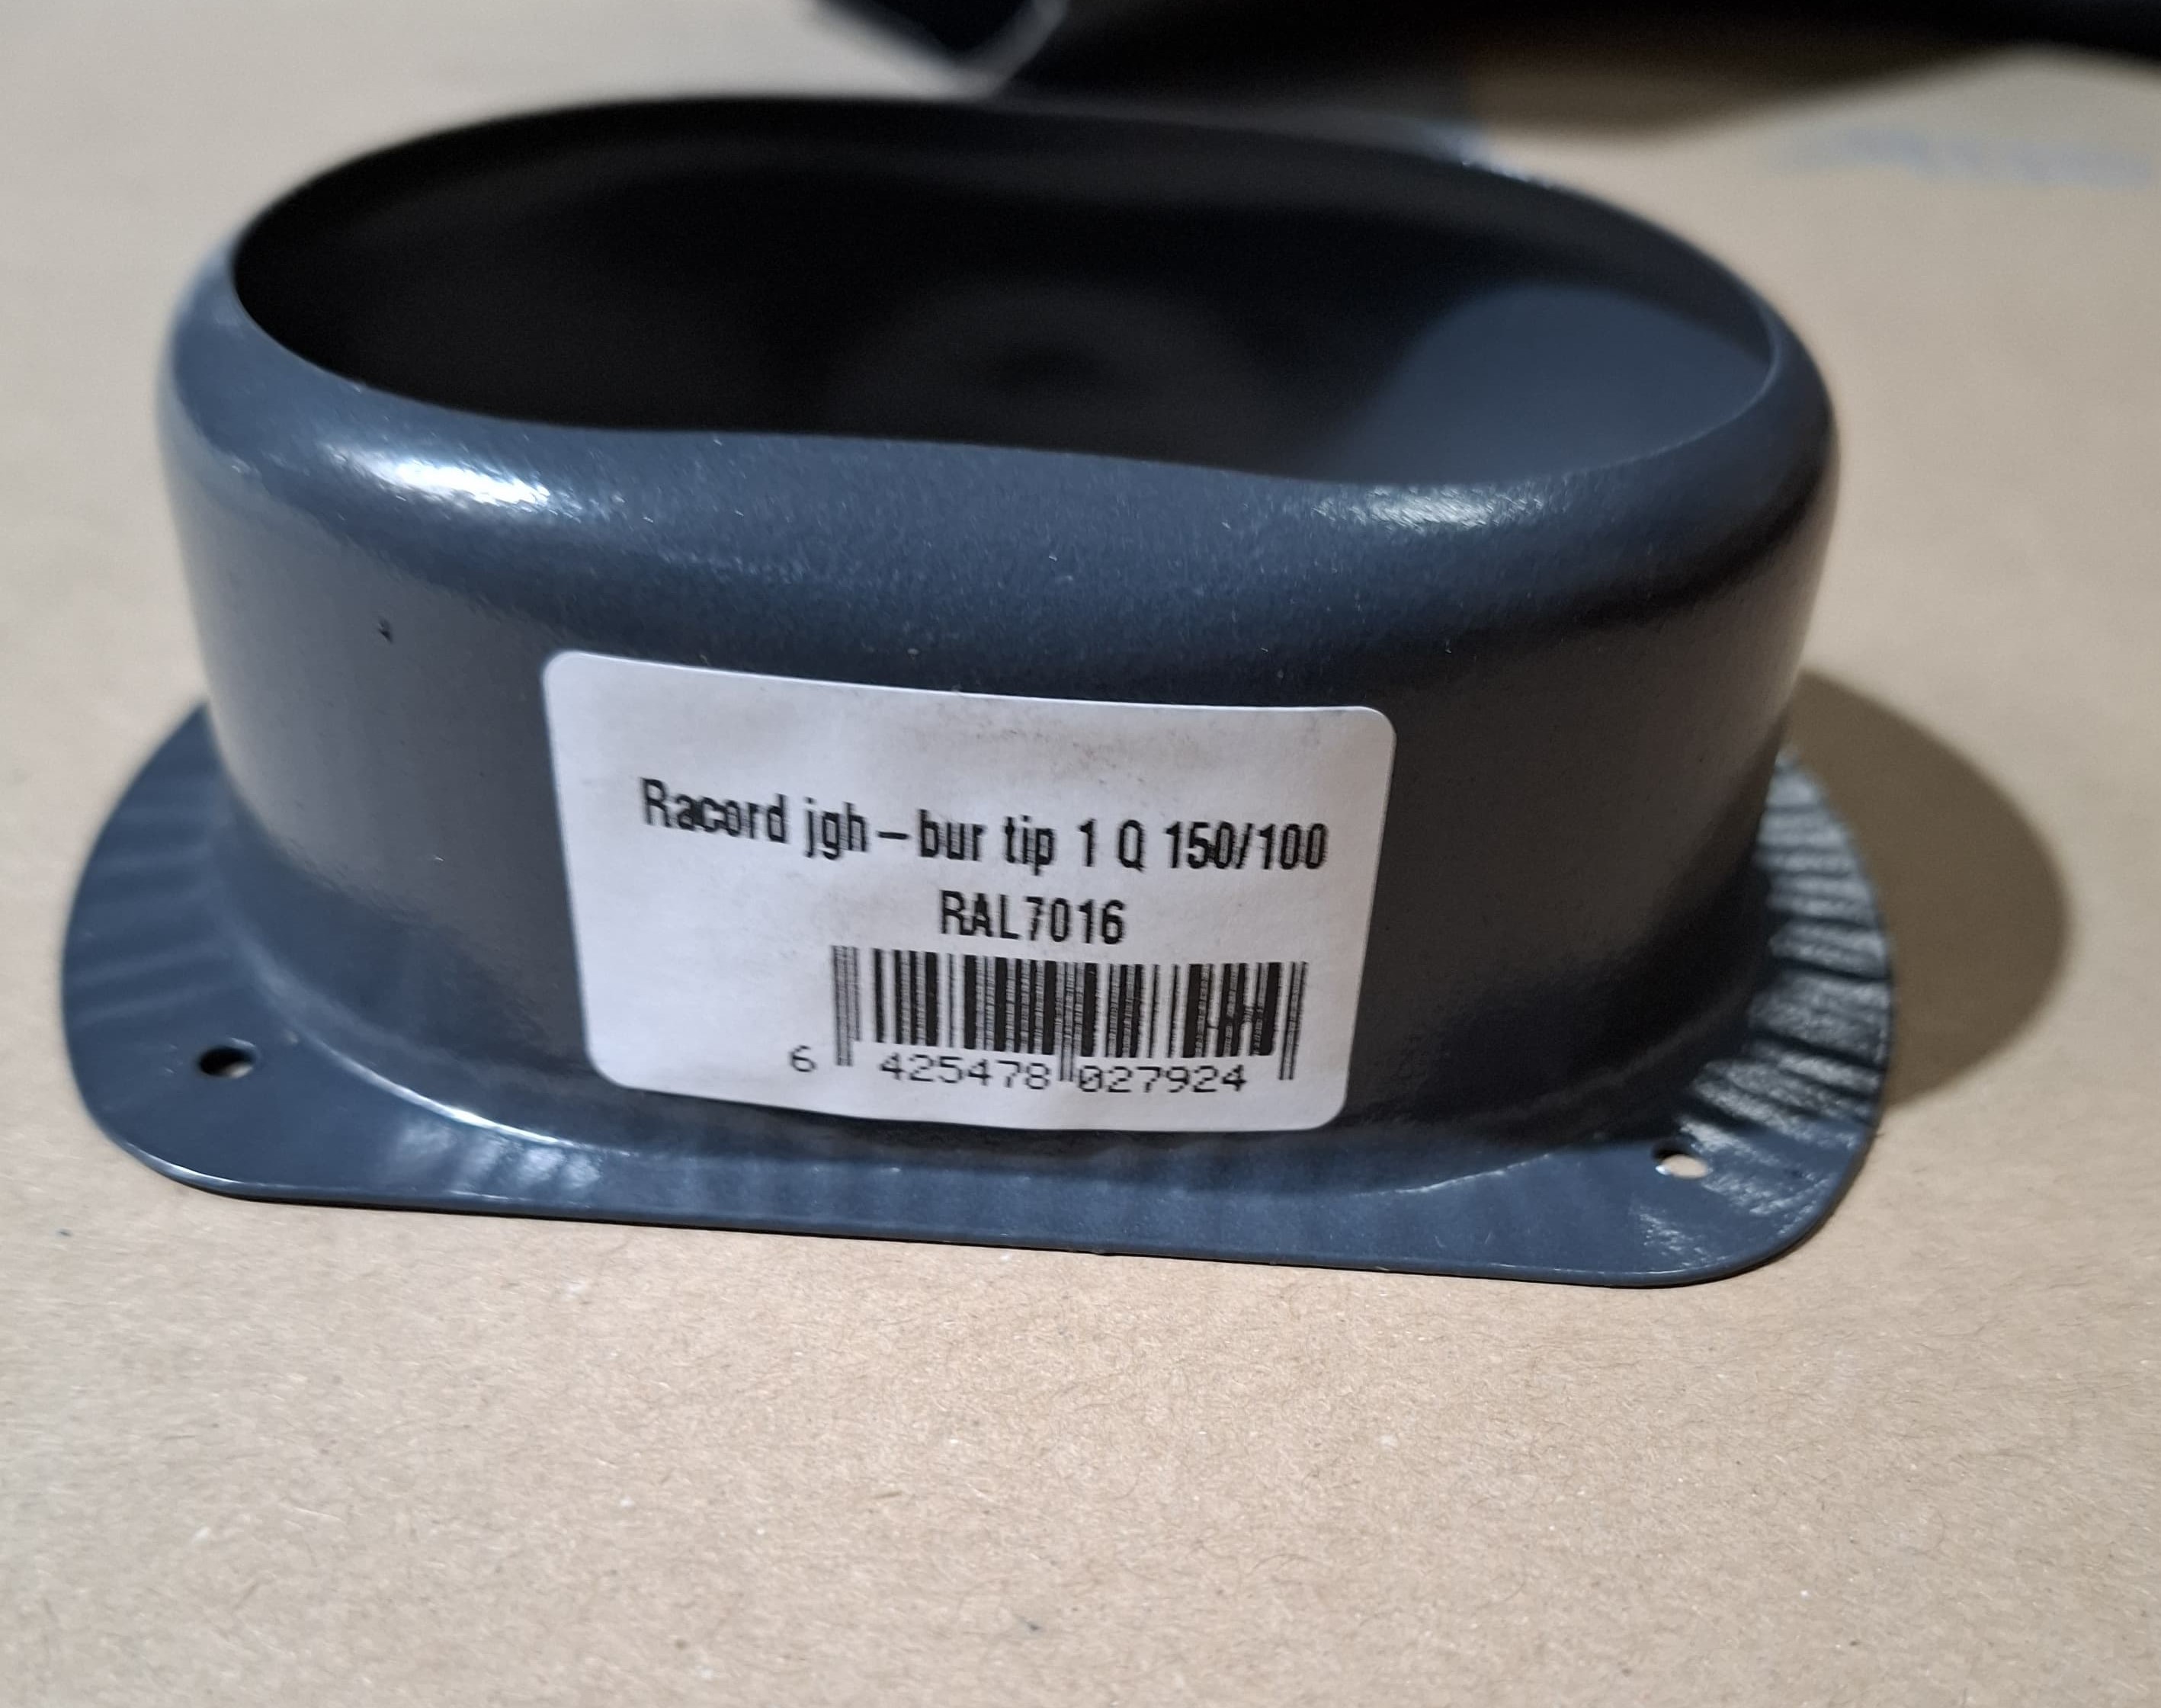 Racord jgh-bur tip 1 Q 150/100
RAL7016
6 425478 027924